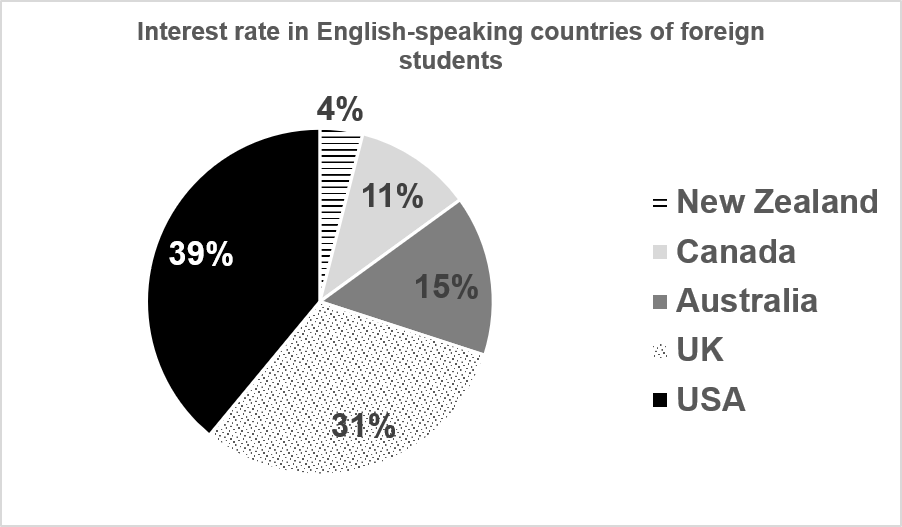 Interest rate in English-speaking countries of foreign
students
4%
11%
39%
15%
31%
New Zealand
Canada
Australia
UK
USA